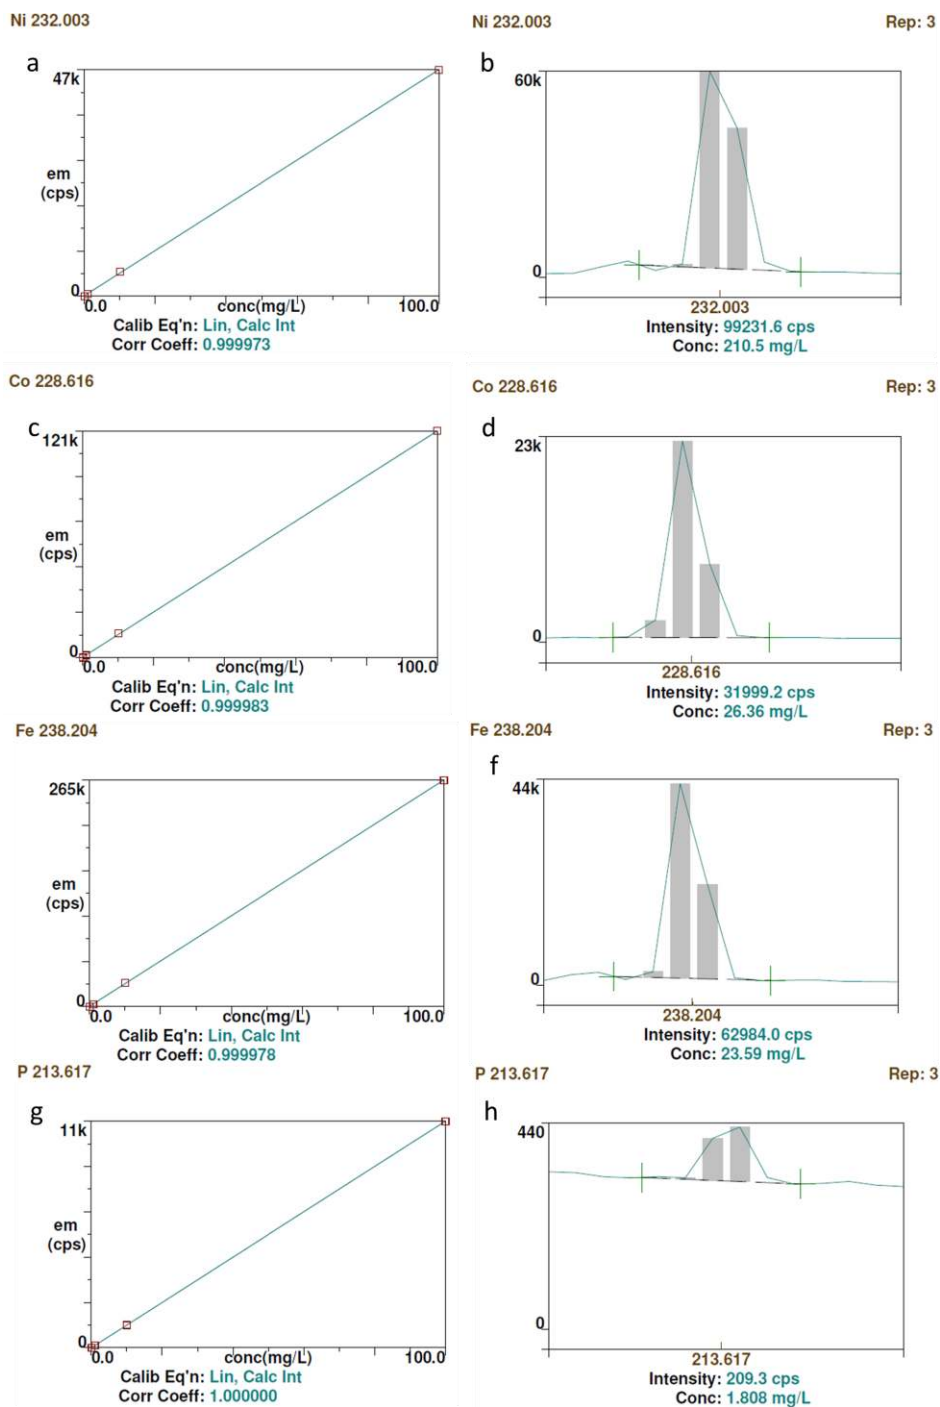 Ni 232.003
a
47k
em
(cps)
0
0.0 conc(mg/L) 100.0
Calib Eq'n: Lin, Calc Int
Corr Coeff: 0.999973
Ni 232.003 Rep: 3
b
60k
0
232.003
Intensity: 99231.6 cps
Conc: 210.5 mg/L
Co 228.616
c
121k
em
(cps)
0
0.0 conc(mg/L) 100.0
Calib Eq'n: Lin, Calc Int
Corr Coeff: 0.999983
Co 228.616 Rep: 3
d
23k
0
228.616
Intensity: 31999.2 cps
Conc: 26.36 mg/L
Fe 238.204
265k
em
(cps)
0
0.0 conc(mg/L) 100.0
Calib Eq'n: Lin, Calc Int
Corr Coeff: 0.999978
Fe 238.204 Rep: 3
f
44k
0
238.204
Intensity: 62984.0 cps
Conc: 23.59 mg/L
P 213.617
g
11k
em
(cps)
0
0.0 conc(mg/L) 100.0
Calib Eq'n: Lin, Calc Int
Corr Coeff: 1.000000
P 213.617 Rep: 3
h
440
0
213.617
Intensity: 209.3 cps
Conc: 1.808 mg/L